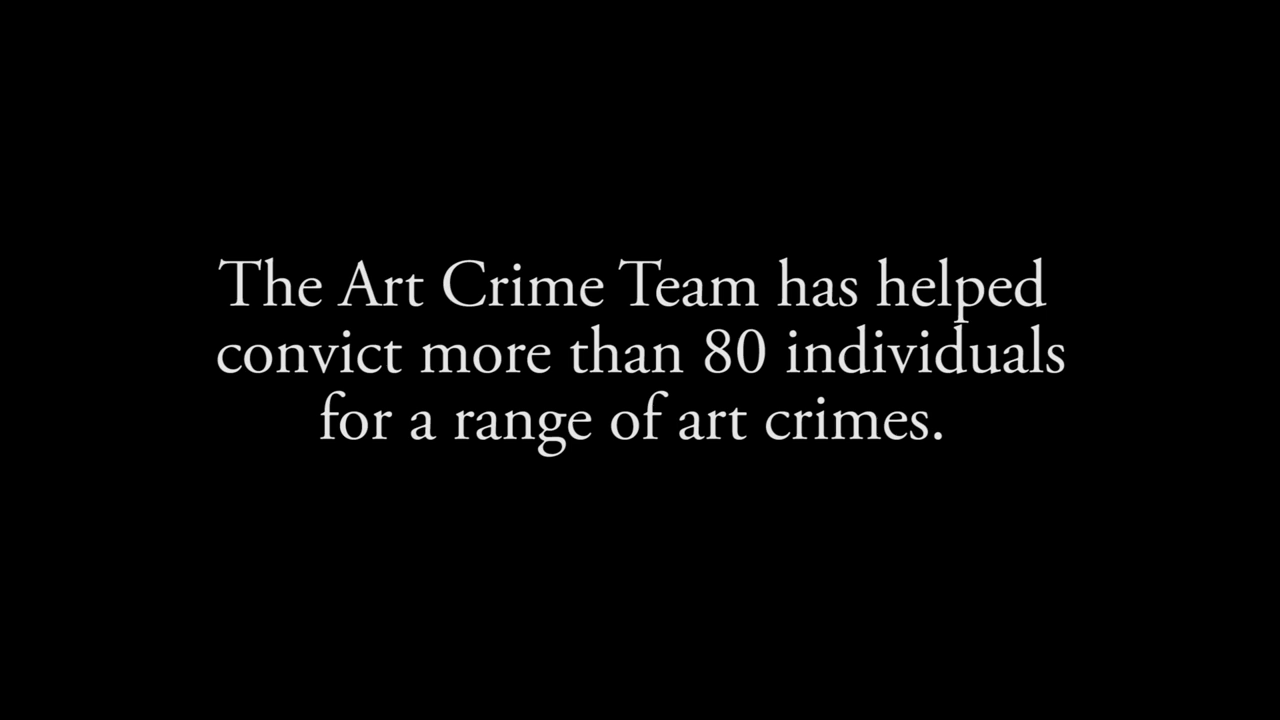 The Art Crime Team has helped
convict more than 80 individuals
for a range of art crimes.